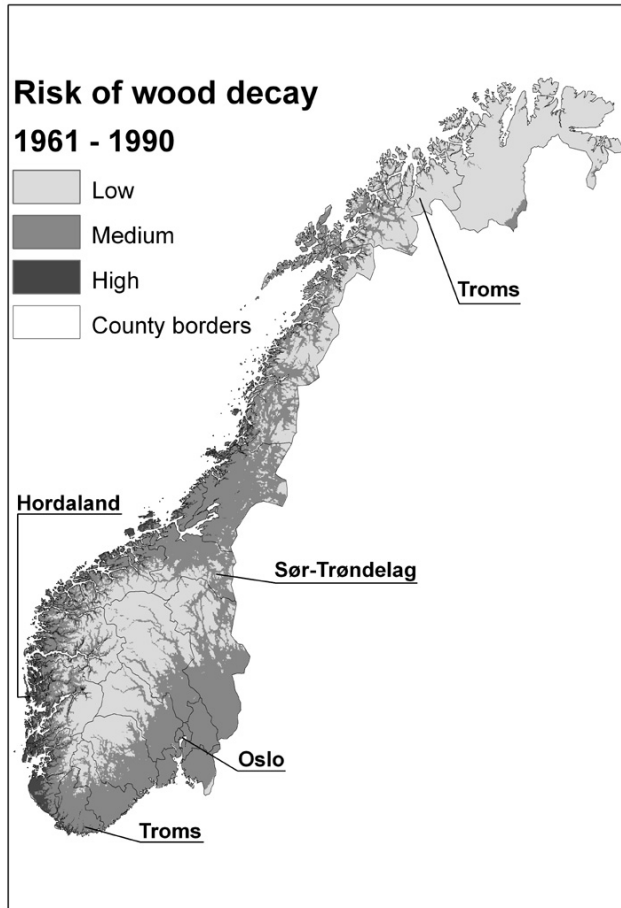 Risk of wood decay
1961 - 1990
Low
Medium
High
County borders
Troms
Hordaland
Sør-Trøndelag
Oslo
Troms